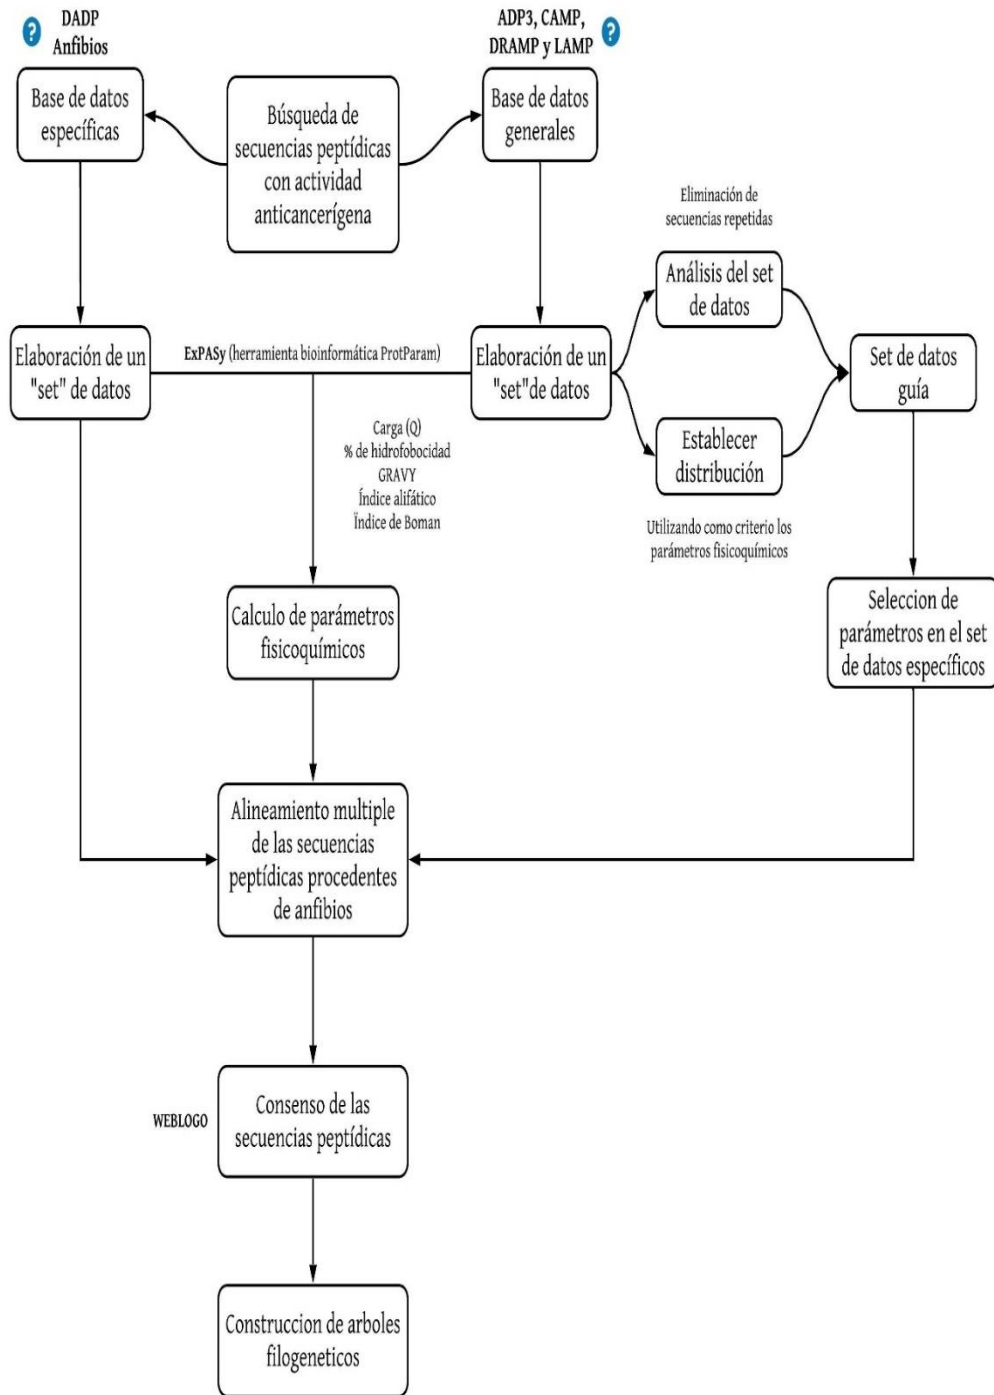 ?
DADP
Anfibios
ADP3, CAMP,
DRAMP y LAMP
?
Base de datos
específicas
Búsqueda de
secuencias peptídicas
con actividad
anticancerígena
Base de datos
generales
Eliminación de
secuencias repetidas
Análisis del set
de datos
Elaboración de un
"set" de datos
ExPASy (herramienta bioinformática ProtParam)
Elaboración de un
"set"de datos
Set de datos
guía
Carga (Q)
% de hidrofobocidad
GRAVY
Índice alifático
Ïndice de Boman
Establecer
distribución
Utilizando como criterio los
parámetros fisicoquímicos
Calculo de parámetros
fisicoquímicos
Seleccion de
parámetros en el set
de datos específicos
Alineamiento multiple
de las secuencias
peptídicas procedentes
de anfibios
WEBLOGO
Consenso de las
secuencias peptídicas
Construccion de arboles
filogeneticos